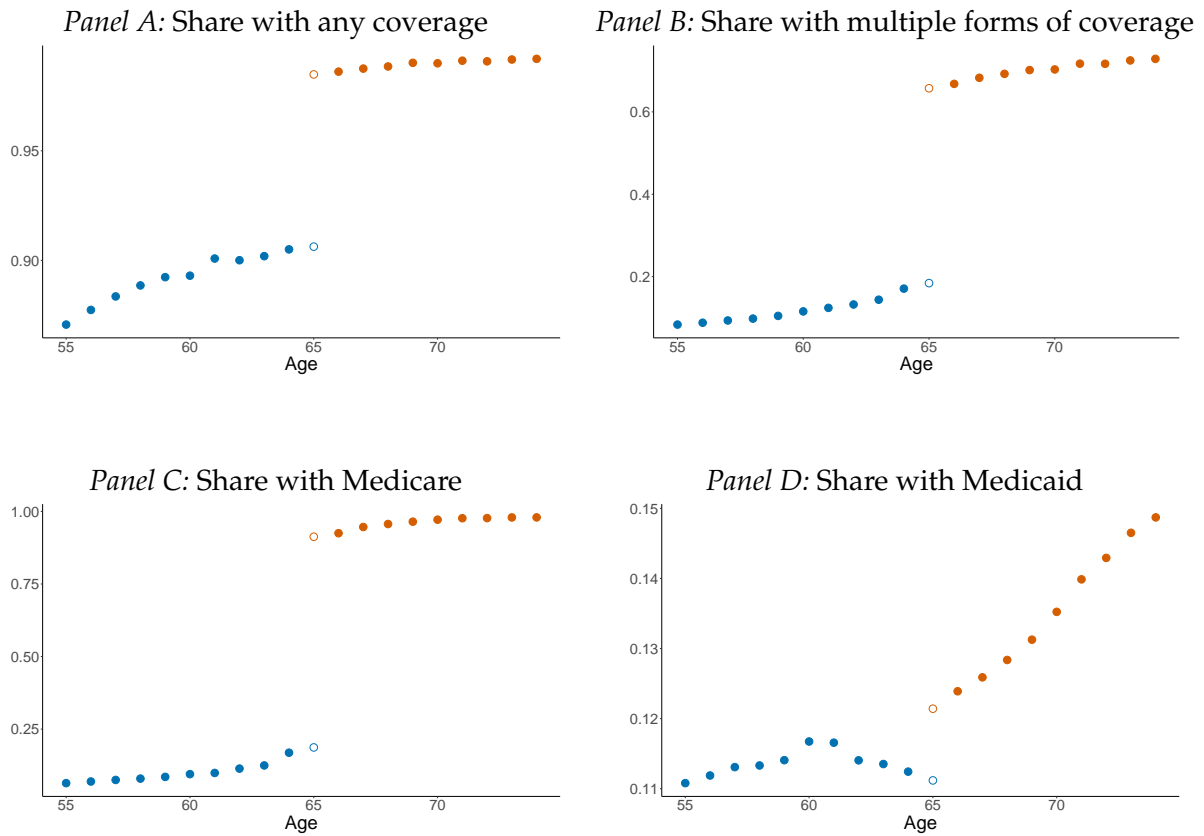 Panel A: Share with any coverage
0.95
0.90
55 60 65 70
Age
Panel B: Share with multiple forms of coverage
0.6
0.4
0.2
55 60 65 70
Age
Panel C: Share with Medicare
1.00
0.75
0.50
0.25
55 60 65 70
Age
Panel D: Share with Medicaid
0.15
0.14
0.13
0.12
0.11
55 60 65 70
Age